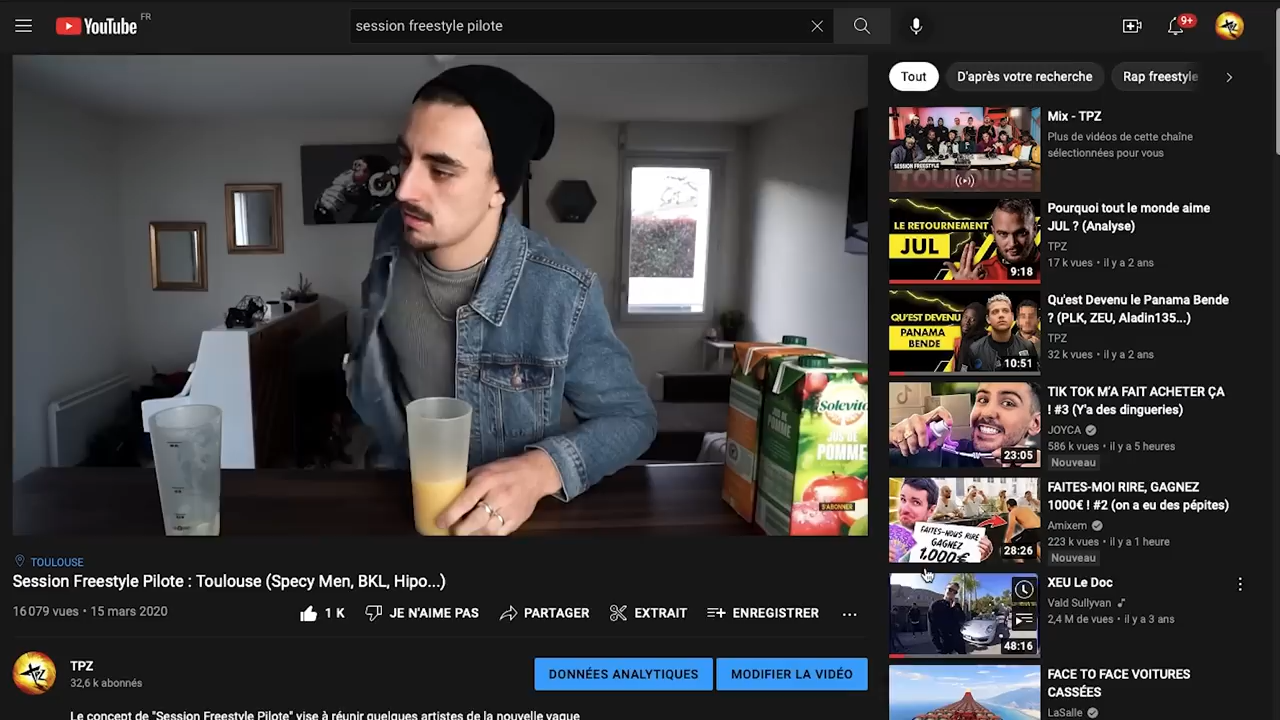 YouTube FR
session freestyle pilote
9+
Tout
D'après votre recherche
Rap freestyle
SESSION FREESTYLE
TOULOUSE
Mix - TPZ
Plus de vidéos de cette chaîne
sélectionnées pour vous
LE RETOURNEMENT
JUL
9:18
Pourquoi tout le monde aime
JUL ? (Analyse)
TPZ
17 k vues • il y a 2 ans
QU'EST DEVENU
PANAMA
BENDE
10:51
Qu'est Devenu le Panama Bende
? (PLK, ZEU, Aladin135...)
TPZ
32 k vues • il y a 2 ans
23:05
TIK TOK M'A FAIT ACHETER ÇA
! #3 (Y'a des dingueries)
JOYCA
586 k vues • il y a 5 heures
Nouveau
FAITES-NOUS RIRE
GAGNEZ
1.000€
28:26
FAITES-MOI RIRE, GAGNEZ
1000€ ! #2 (on a eu des pépites)
Amixem
223 k vues • il y a 1 heure
Nouveau
48:16
XEU Le Doc
Vald Sullyvan
2,4 M de vues • il y a 3 ans
FACE TO FACE VOITURES
CASSÉES
LaSalle
Solevita
JUS DE
POMME
JUS DE
POMME
S'ABONNER
TOULOUSE
Session Freestyle Pilote : Toulouse (Specy Men, BKL, Hipo...)
16 079 vues • 15 mars 2020
1 K
JE N'AIME PAS
PARTAGER
EXTRAIT
ENREGISTRER
TPZ
TPZ
32,6 k abonnés
DONNÉES ANALYTIQUES
MODIFIER LA VIDÉO
Le concept de "Session Freestyle Pilote" vise à réunir quelques artistes de la nouvelle vague